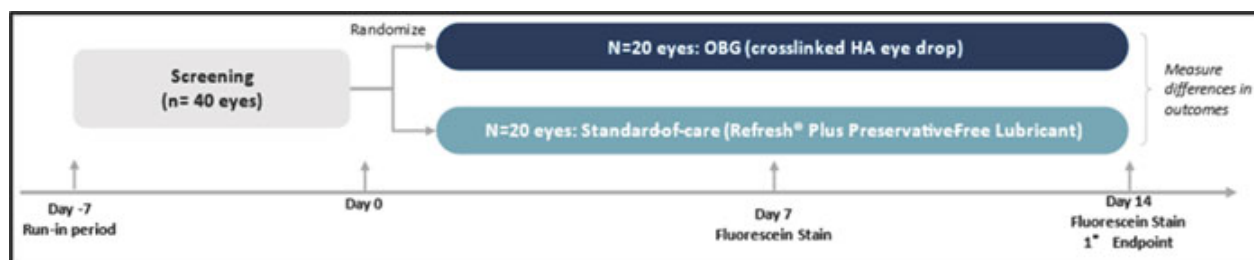 Randomize
Screening
(n= 40 eyes)
N=20 eyes: OBG (crosslinked HA eye drop)
N=20 eyes: Standard-of-care (Refresh® Plus PreservativeFree Lubricant)
Measure
differences in
outcomes
Day -7
Run-in period
Day 0
Day 7
Fluorescein Stain
Day 14
Fluorescein Stain
1° Endpoint